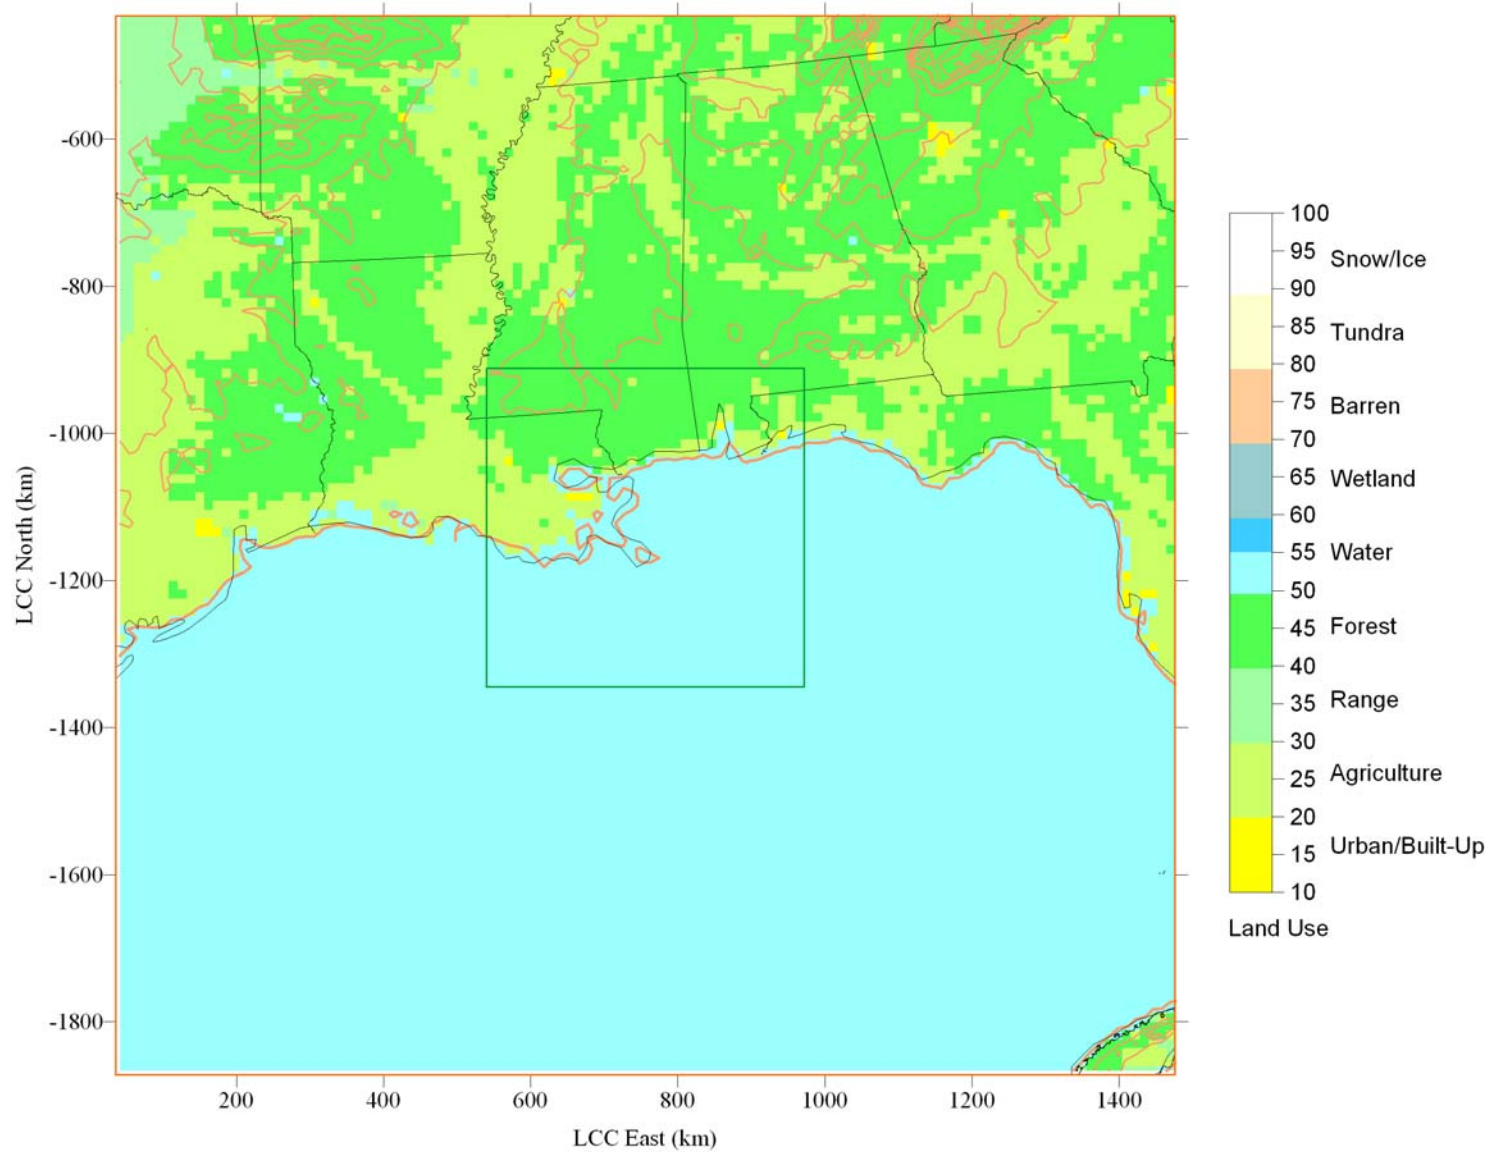 -600
-800
-1000
-1200
-1400
-1600
-1800
LCC North (km)
200 400 600 800 1000 1200 1400
LCC East (km)
100
95 Snow/Ice
90
85 Tundra
80
75 Barren
70
65 Wetland
60
55 Water
50
45 Forest
40
35 Range
30
25 Agriculture
20
15 Urban/Built-Up
10
Land Use